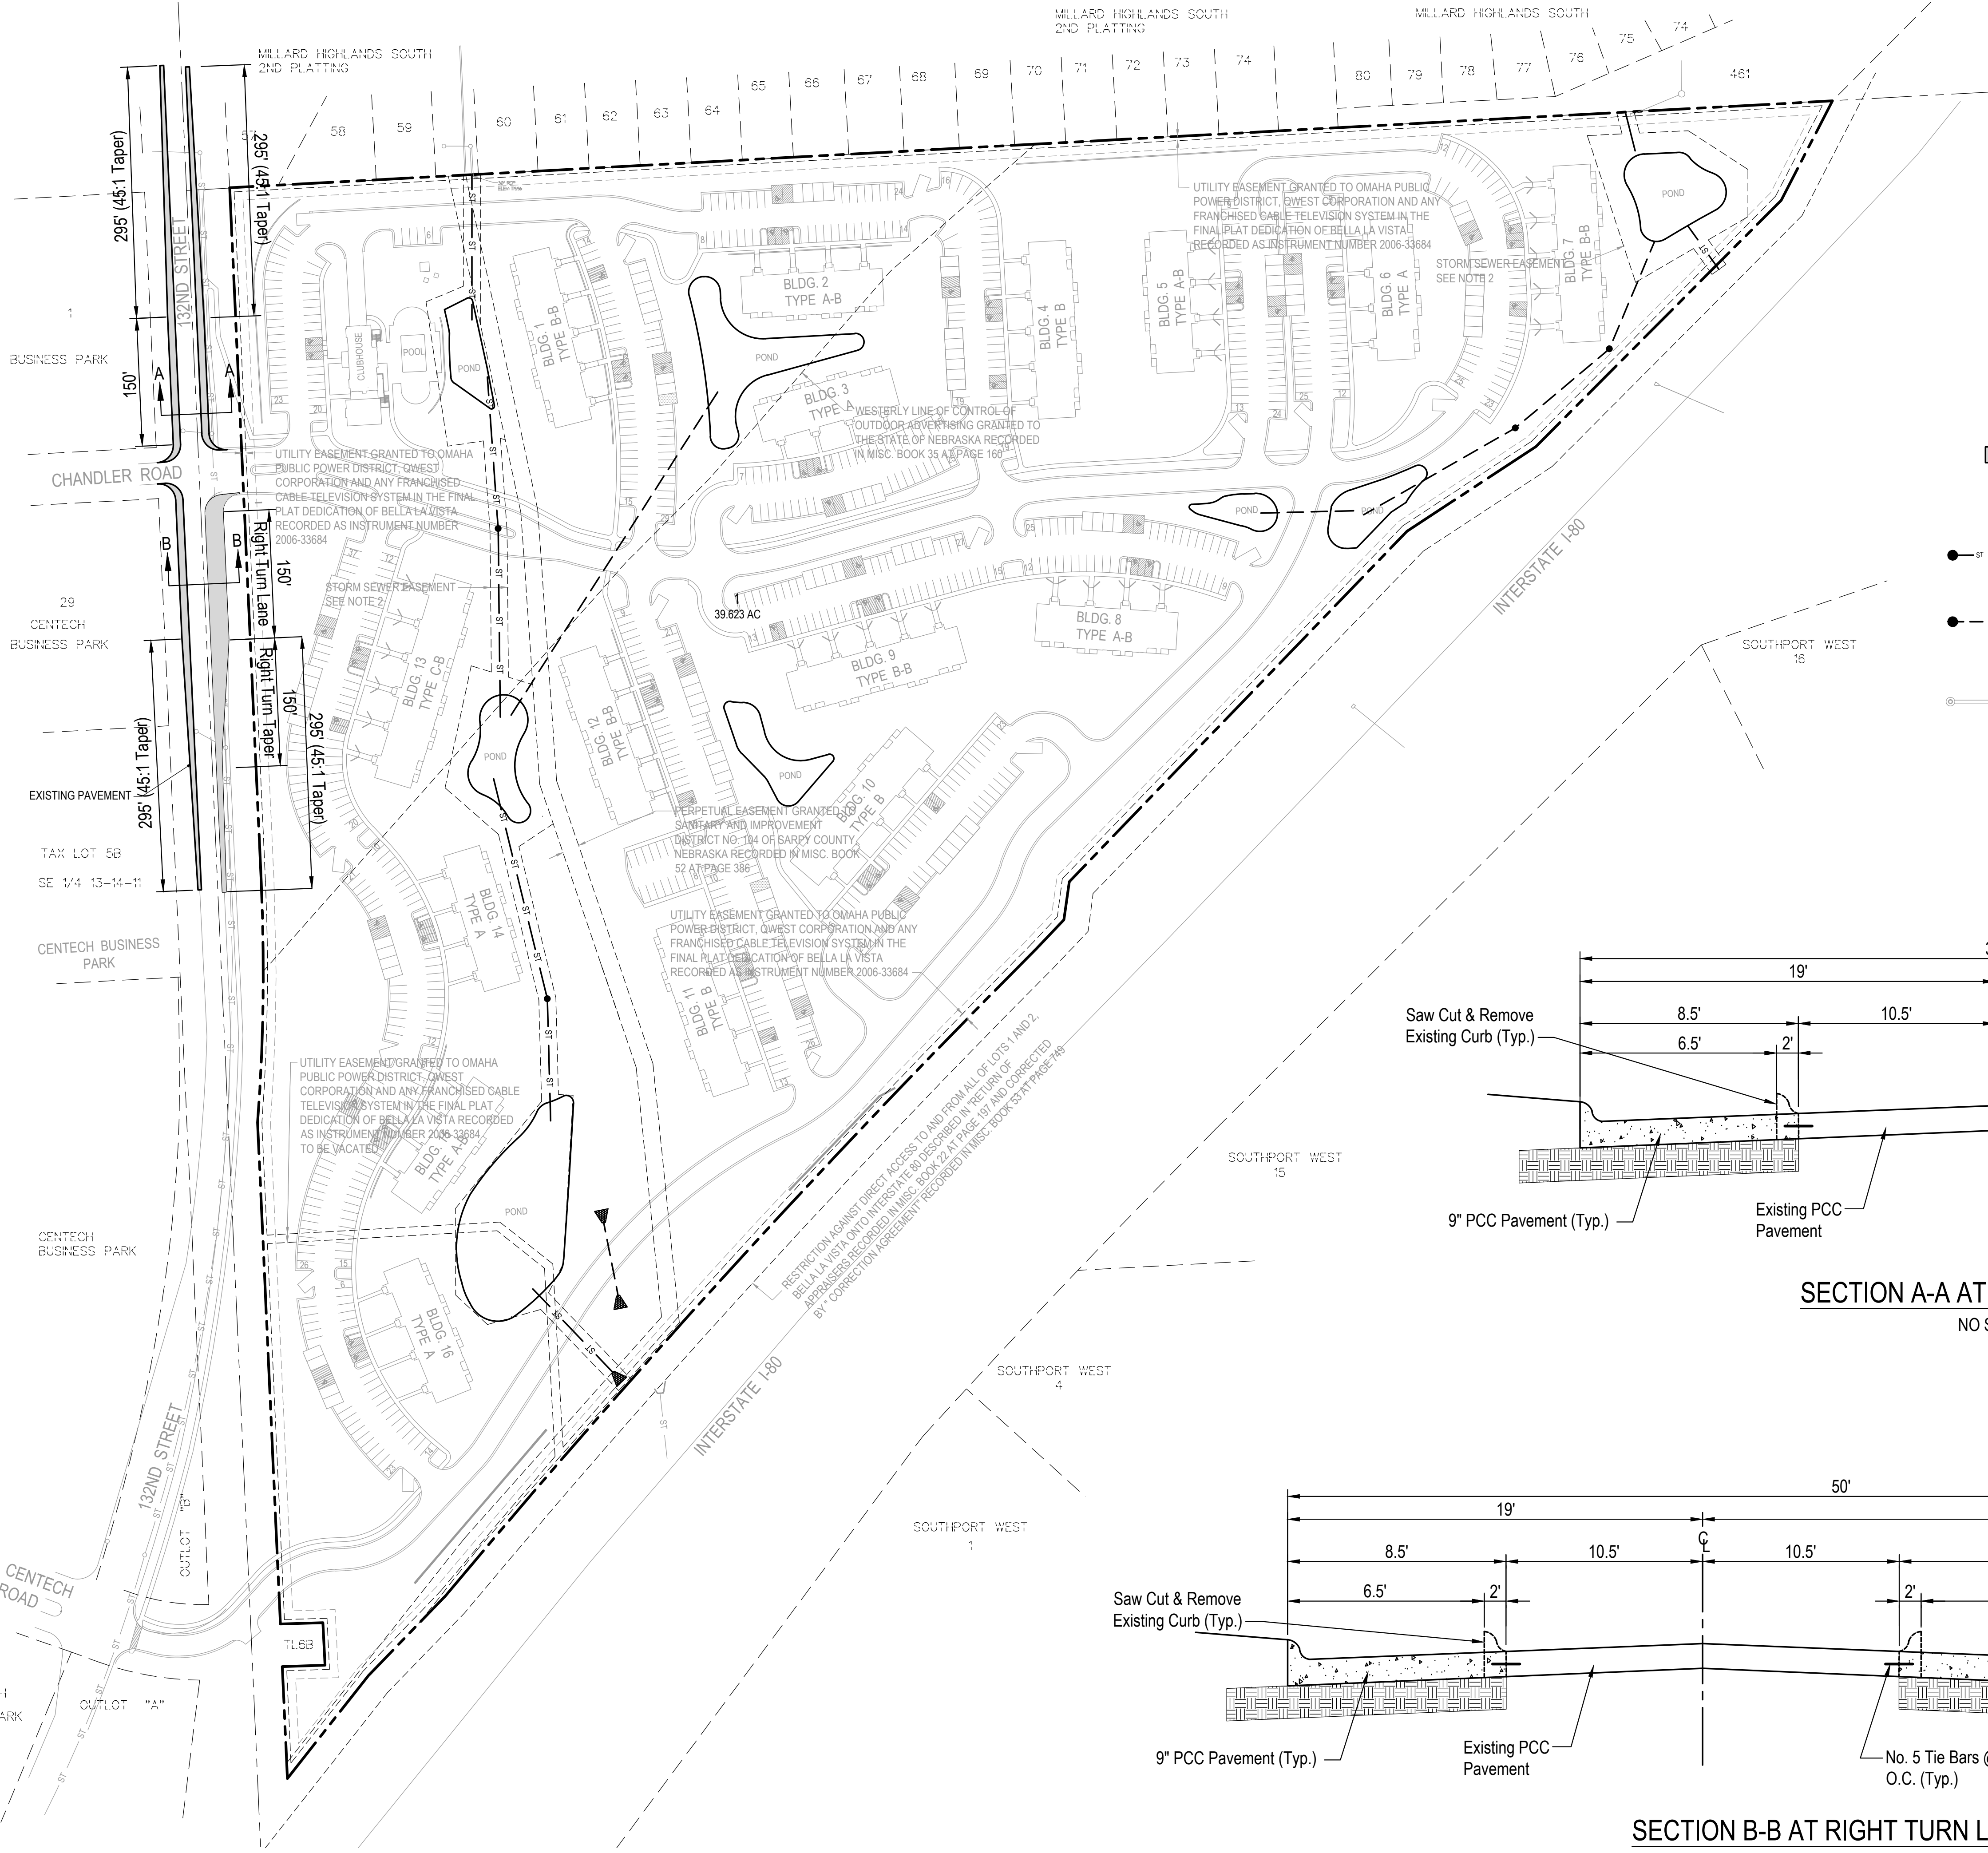 MILLARD HIGHLANDS SOUTH
2ND PLATTING
MILLARD HIGHLANDS SOUTH
2ND PLATTING
MILLARD HIGHLANDS SOUTH
58
59
60
61
62
63
64
65
66
67
68
69
70
71
72
73
74
80
79
78
77
76
75
74
461
295' (45:1 Taper)
295' (45:1 Taper)
132ND STREET
1
BUSINESS PARK
150'
A
A
CHANDLER ROAD
B
B
150'
Right Turn Lane
150'
Right Turn Taper
295' (45:1 Taper)
295' (45:1 Taper)
29
CENTECH
BUSINESS PARK
EXISTING PAVEMENT
TAX LOT 5B
SE 1/4 13-14-11
CENTECH BUSINESS
PARK
CENTECH
BUSINESS PARK
132ND STREET
OUTLOT "B"
CENTECH
ROAD
OUTLOT "A"
ARK
TL6B
CLUBHOUSE
POOL
POND
BLDG. 1
TYPE B-B
BLDG. 2
TYPE A-B
POND
BLDG. 3
TYPE A
BLDG. 4
TYPE B
BLDG. 5
TYPE A-B
BLDG. 6
TYPE A
BLDG. 7
TYPE B-B
POND
UTILITY EASEMENT GRANTED TO OMAHA PUBLIC
POWER DISTRICT, QWEST CORPORATION AND ANY
FRANCHISED CABLE TELEVISION SYSTEM IN THE
FINAL PLAT DEDICATION OF BELLA LA VISTA
RECORDED AS INSTRUMENT NUMBER 2006-33684
STORM SEWER EASEMENT
SEE NOTE 2
WESTERLY LINE OF CONTROL OF
OUTDOOR ADVERTISING GRANTED TO
THE STATE OF NEBRASKA RECORDED
IN MISC. BOOK 35 AT PAGE 160
UTILITY EASEMENT GRANTED TO OMAHA
PUBLIC POWER DISTRICT, QWEST
CORPORATION AND ANY FRANCHISED
CABLE TELEVISION SYSTEM IN THE FINAL
PLAT DEDICATION OF BELLA LA VISTA
RECORDED AS INSTRUMENT NUMBER
2006-33684
STORM SEWER EASEMENT
SEE NOTE 2
POND
POND
1
39.623 AC
BLDG. 8
TYPE A-B
BLDG. 9
TYPE B-B
BLDG. 13
TYPE C-B
BLDG. 12
TYPE B-B
POND
POND
BLDG. 10
TYPE B
PERPETUAL EASEMENT GRANTED TO
SANITARY AND IMPROVEMENT
DISTRICT NO. 104 OF SARPY COUNTY,
NEBRASKA RECORDED IN MISC. BOOK
52 AT PAGE 386
BLDG. 14
TYPE A
UTILITY EASEMENT GRANTED TO OMAHA PUBLIC
POWER DISTRICT, QWEST CORPORATION AND ANY
FRANCHISED CABLE TELEVISION SYSTEM IN THE
FINAL PLAT DEDICATION OF BELLA LA VISTA
RECORDED AS INSTRUMENT NUMBER 2006-33684
BLDG. 11
TYPE B
UTILITY EASEMENT GRANTED TO OMAHA
PUBLIC POWER DISTRICT, QWEST
CORPORATION AND ANY FRANCHISED CABLE
TELEVISION SYSTEM IN THE FINAL PLAT
DEDICATION OF BELLA LA VISTA RECORDED
AS INSTRUMENT NUMBER 2006-33684
TO BE VACATED
TYPE A-B
POND
BLDG. 16
TYPE A
RESTRICTION AGAINST DIRECT ACCESS TO AND FROM ALL OF LOTS 1 AND 2,
BELLA LA VISTA ONTO INTERSTATE 80 DESCRIBED IN "RETURN OF
APPRAISERS RECORDED IN MISC. BOOK 22 AT PAGE 197 AND CORRECTED
BY " CORRECTION AGREEMENT" RECORDED IN MISC. BOOK 53 AT PAGE 749
INTERSTATE I-80
INTERSTATE I-80
SOUTHPORT WEST
16
SOUTHPORT WEST
15
SOUTHPORT WEST
4
SOUTHPORT WEST
1
ST
19'
8.5'
10.5'
6.5'
2'
Saw Cut & Remove
Existing Curb (Typ.)
9" PCC Pavement (Typ.)
Existing PCC
Pavement
SECTION A-A AT
NO S
50'
19'
8.5'
10.5'
10.5'
6.5'
2'
2'
Saw Cut & Remove
Existing Curb (Typ.)
9" PCC Pavement (Typ.)
Existing PCC
Pavement
No. 5 Tie Bars @
O.C. (Typ.)
SECTION B-B AT RIGHT TURN L